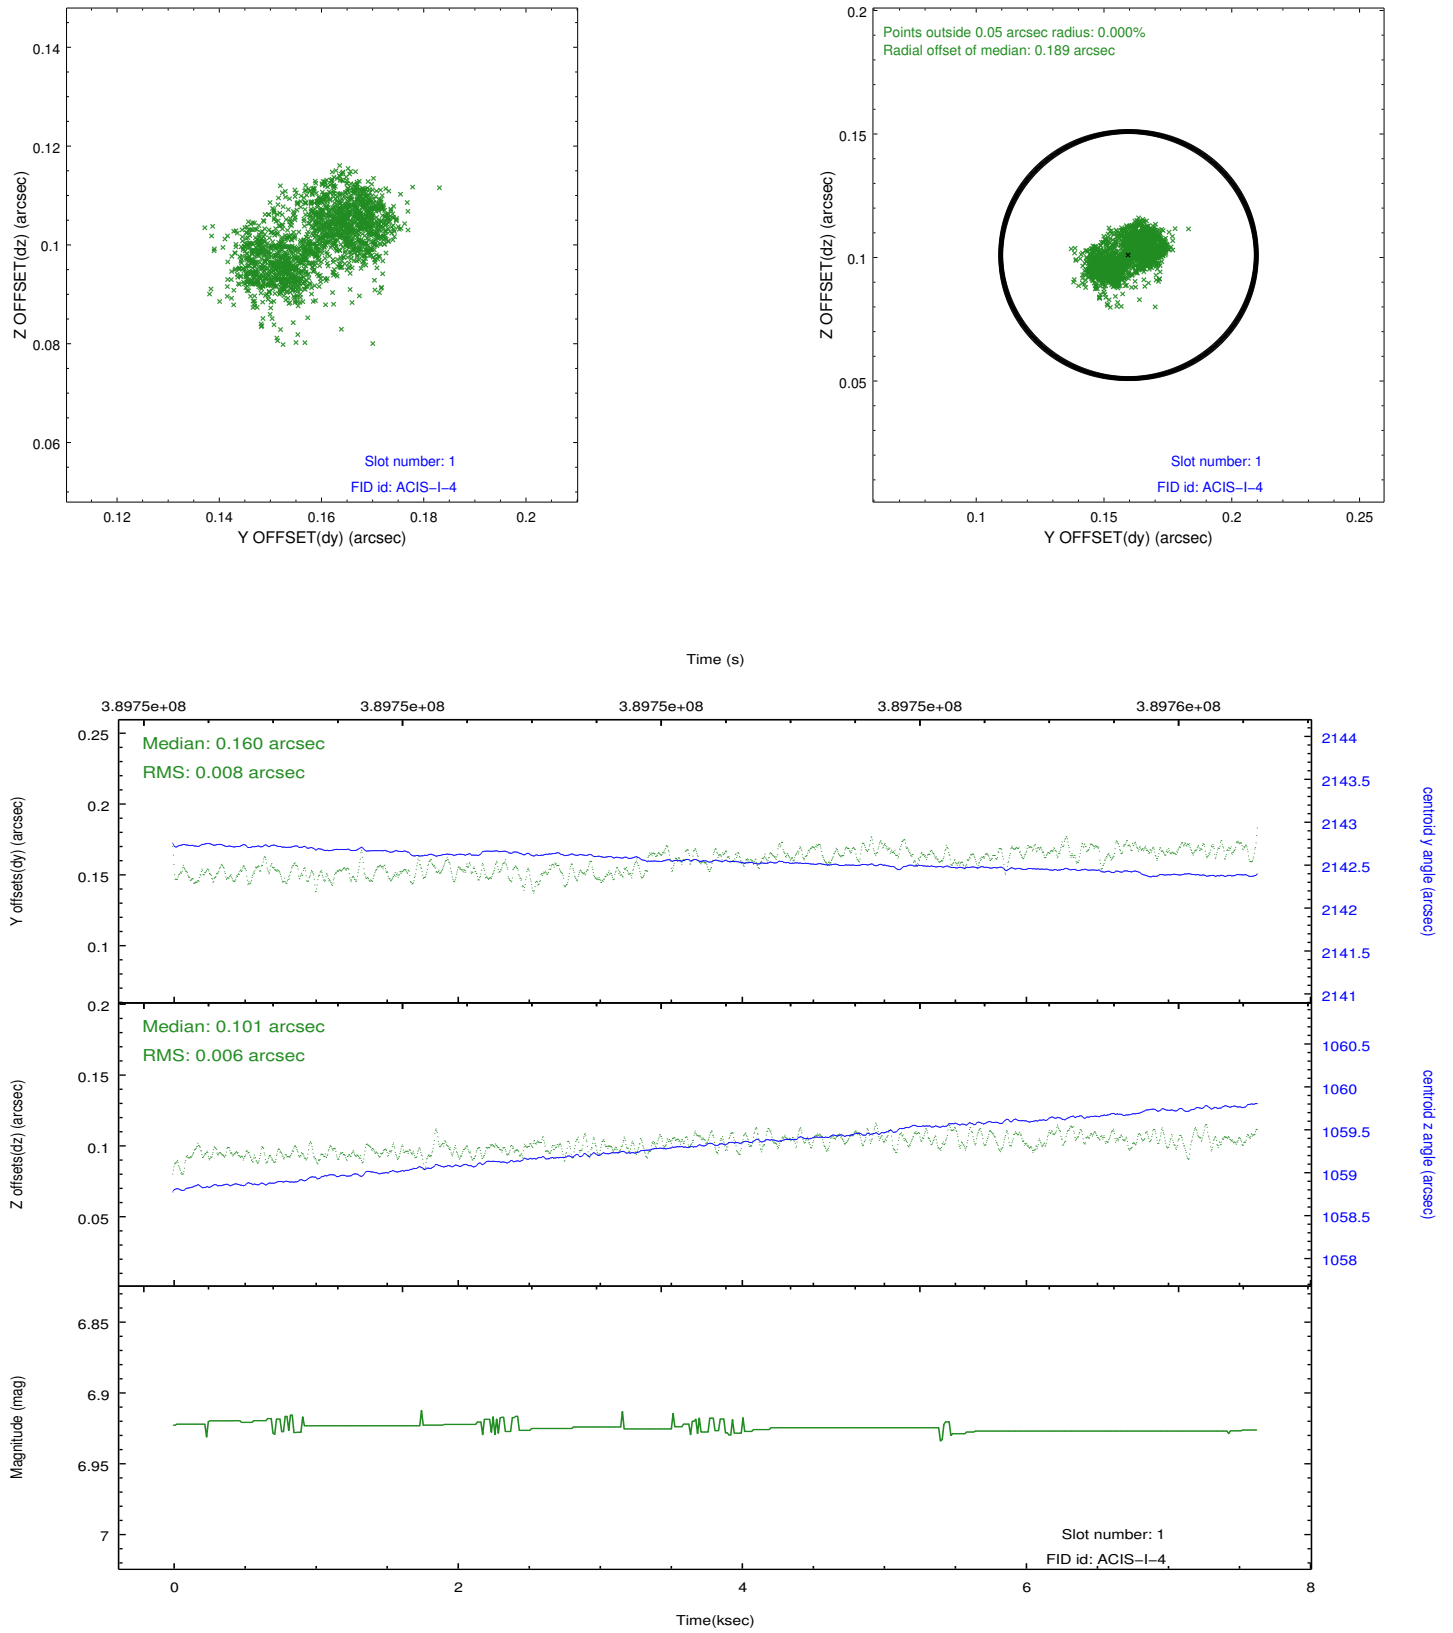 0.14
0.12
0.1
0.08
0.06
Z OFFSET(dz) (arcsec)
Slot number: 1
FID id: ACIS−I−4
0.12 0.14 0.16 0.18 0.2
Y OFFSET(dy) (arcsec)
0.2
0.15
0.1
0.05
Z OFFSET(dz) (arcsec)
Points outside 0.05 arcsec radius: 0.000%
Radial offset of median: 0.189 arcsec
Slot number: 1
FID id: ACIS−I−4
0.1 0.15 0.2 0.25
Y OFFSET(dy) (arcsec)
Time (s)
3.8975e+08 3.8975e+08 3.8975e+08 3.8975e+08 3.8976e+08
Y offsets(dy) (arcsec)
0.25
0.2
0.15
0.1
Median: 0.160 arcsec
RMS: 0.008 arcsec
2144
2143.5
2143
2142.5
2142
2141.5
2141
centroid y angle (arcsec)
Z offsets(dz) (arcsec)
0.2
0.15
0.1
0.05
Median: 0.101 arcsec
RMS: 0.006 arcsec
1060.5
1060
1059.5
1059
1058.5
1058
centroid z angle (arcsec)
Magnitude (mag)
6.85
6.9
6.95
7
Slot number: 1
FID id: ACIS−I−4
0 2 4 6 8
Time(ksec)